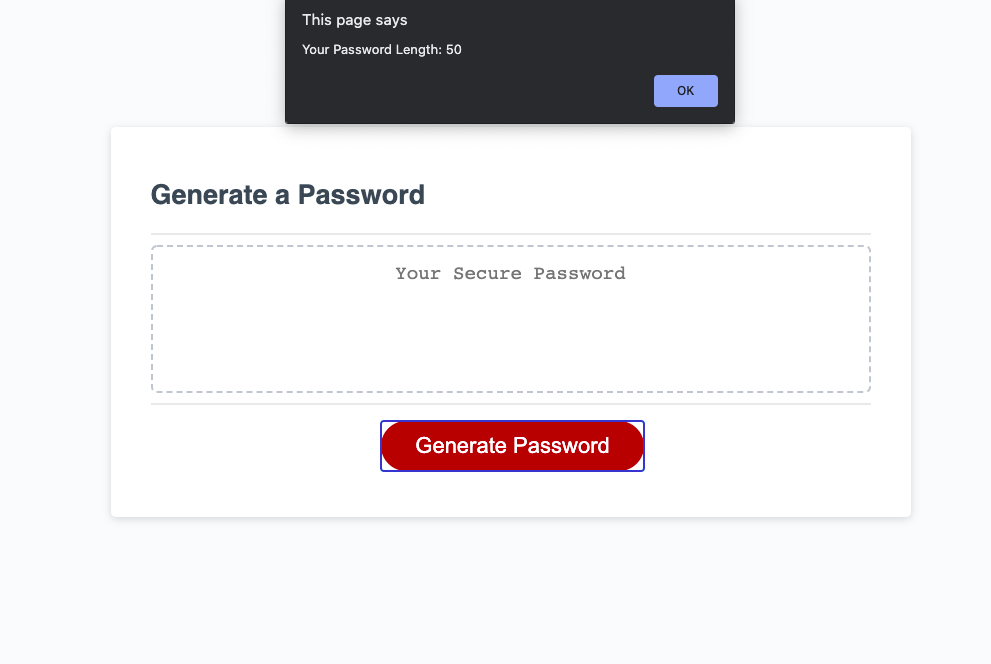 This page says
Your Password Length: 50
OK
Generate a Password
Your Secure Password
Generate Password